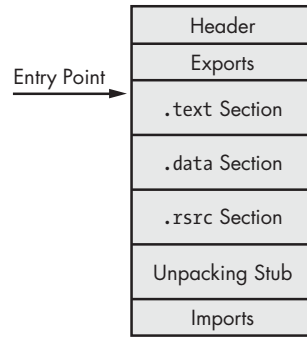 Header
Exports
Entry Point
.text Section
.data Section
.rsrc Section
Unpacking Stub
Imports